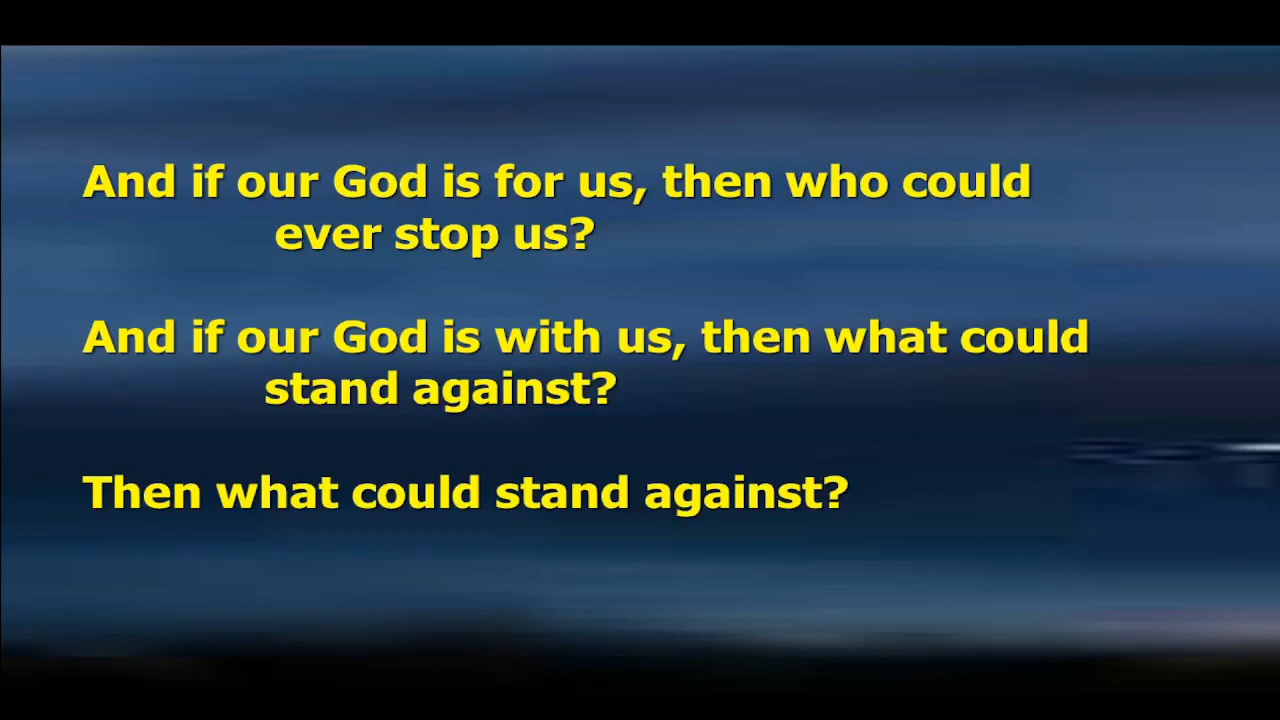 And if our God is for us, then who could
ever stop us?
And if our God is with us, then what could
stand against?
Then what could stand against?